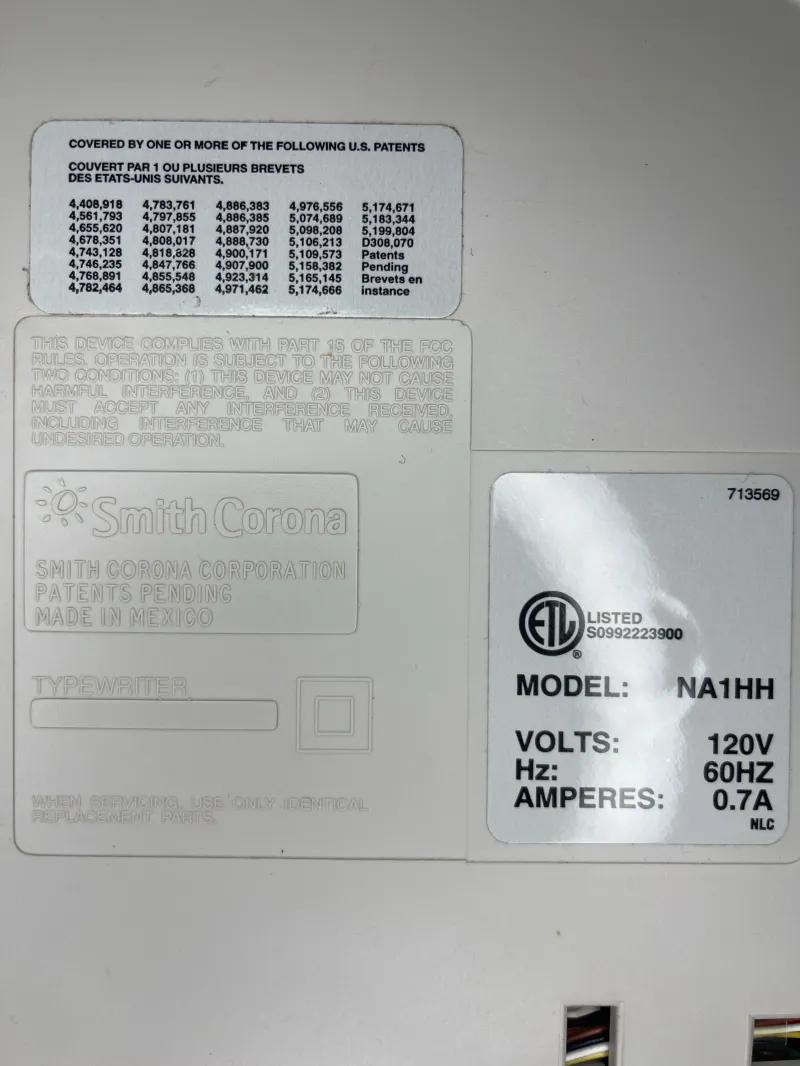 COVERED BY ONE OR MORE OF THE FOLLOWING U.S. PATENTS
COUVERT PAR 1 OU PLUSIEURS BREVETS
DES ETATS-UNIS SUIVANTS.
4,408,918 4,783,761 4,886,383 4,976,556 5,174,671
4,561,793 4,797,855 4,886,385 5,074,689 5,183,344
4,655,620 4,807,181 4,887,920 5,098,208 5,199,804
4,678,351 4,808,017 4,888,730 5,106,213 D308,070
4,743,128 4,818,828 4,900,171 5,109,573 Patents
4,746,235 4,847,766 4,907,900 5,158,382 Pending
4,768,891 4,855,548 4,923,314 5,165,145 Brevets en
4,782,464 4,865,368 4,971,462 5,174,666 instance
THIS DEVICE COMPLIES WITH PART 15 OF THE FCC
RULES. OPERATION IS SUBJECT TO THE FOLLOWING
TWO CONDITIONS: (1) THIS DEVICE MAY NOT CAUSE
HARMFUL INTERFERENCE, AND (2) THIS DEVICE
MUST ACCEPT ANY INTERFERENCE RECEIVED,
INCLUDING INTERFERENCE THAT MAY CAUSE
UNDESIRED OPERATION.
Smith Corona
SMITH CORONA CORPORATION
PATENTS PENDING
MADE IN MEXICO
TYPEWRITER
WHEN SERVICING, USE ONLY IDENTICAL
REPLACEMENT PARTS.
713569
ETL LISTED
S0992223900
®
MODEL: NA1HH
VOLTS: 120V
Hz: 60HZ
AMPERES: 0.7A
NLC